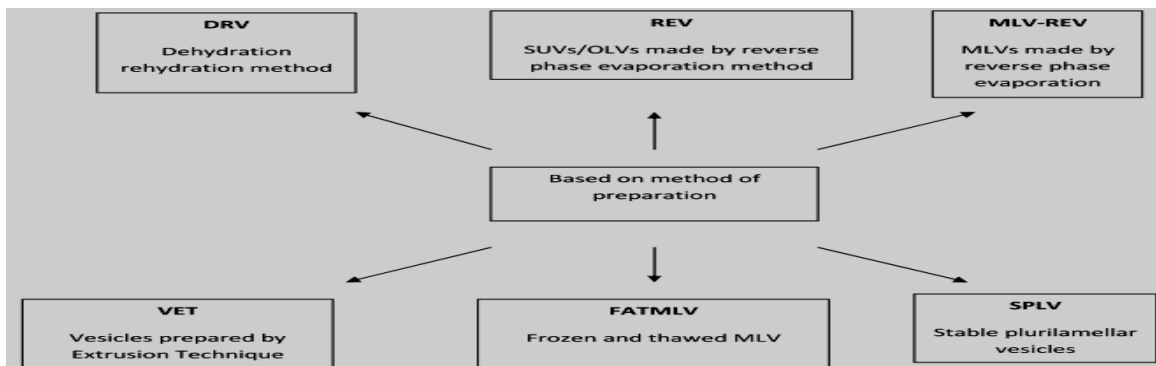 DRV
Dehydration
rehydration method
REV
SUVs/OLVs made by reverse
phase evaporation method
MLV-REV
MLVs made by
reverse phase
evaporation
Based on method of
preparation
VET
Vesicles prepared by
Extrusion Technique
FATMLV
Frozen and thawed MLV
SPLV
Stable plurilamellar
vesicles